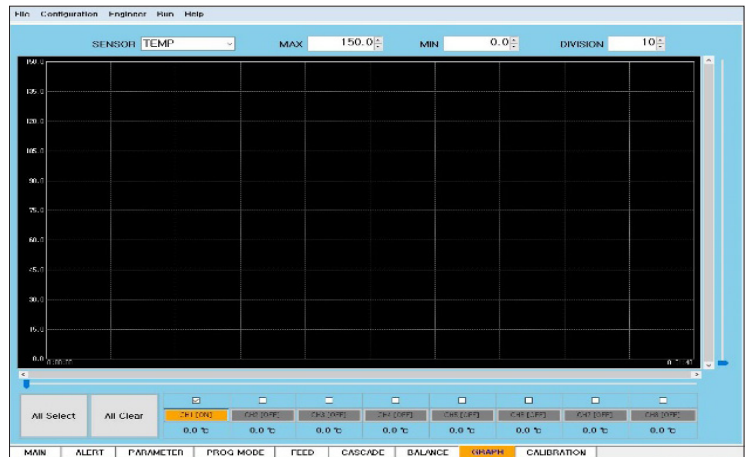 File Configuration Engineer Run Help
SENSOR TEMP MAX 150.0 MIN 0.0 DIVISION 10
150.0
135.0
120.0
105.0
90.0
75.0
60.0
45.0
30.0
15.0
0.0
All Select All Clear CH1 [ON] CH2 [OFF] CH3 [OFF] CH4 [OFF] CH5 [OFF] CH6 [OFF] CH7 [OFF] CH8 [OFF]
0.0 ℃ 0.0 ℃ 0.0 ℃ 0.0 ℃ 0.0 ℃ 0.0 ℃ 0.0 ℃ 0.0 ℃
MAIN ALERT PARAMETER PROG MODE FEED CASCADE BALANCE GRAPH CALIBRATION